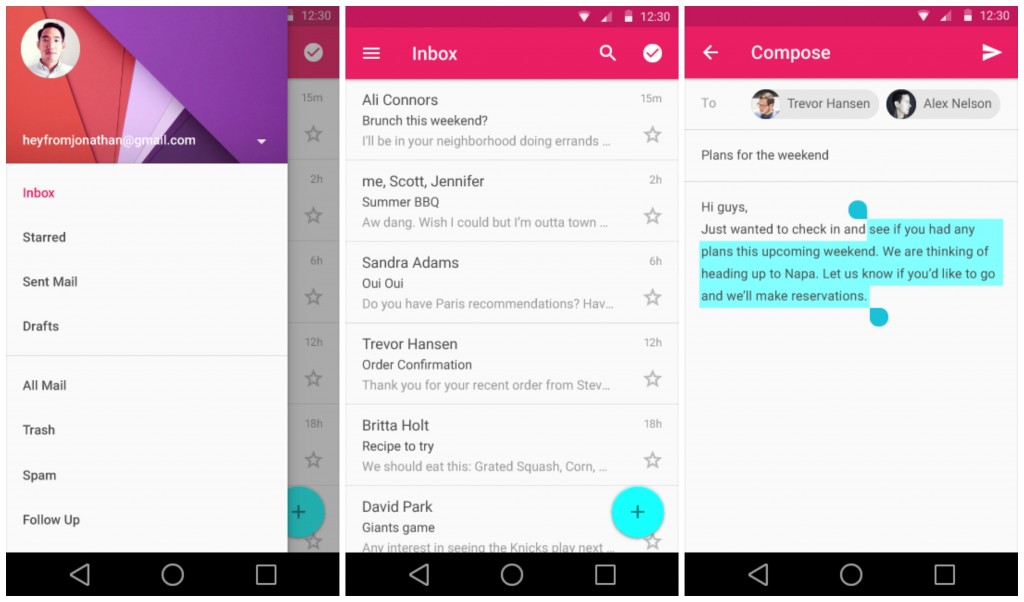 12:30
15m
heyfromjonathan@gmail.com
Inbox
2h
Starred
Sent Mail
6h
Drafts
12h
All Mail
Trash
18h
Spam
Follow Up
12:30
Inbox
Ali Connors 15m
Brunch this weekend?
I'll be in your neighborhood doing errands ...
me, Scott, Jennifer 2h
Summer BBQ
Aw dang. Wish I could but I'm outta town ...
Sandra Adams 6h
Oui Oui
Do you have Paris recommendations? Hav...
Trevor Hansen 12h
Order Confirmation
Thank you for your recent order from Stev...
Britta Holt 18h
Recipe to try
We should eat this: Grated Squash, Corn, ...
David Park
Giants game
Any interest in seeing the Knicks play next ...
12:30
Compose
To Trevor Hansen Alex Nelson
Plans for the weekend
Hi guys,
Just wanted to check in and see if you had any
plans this upcoming weekend. We are thinking of
heading up to Napa. Let us know if you'd like to go
and we'll make reservations.